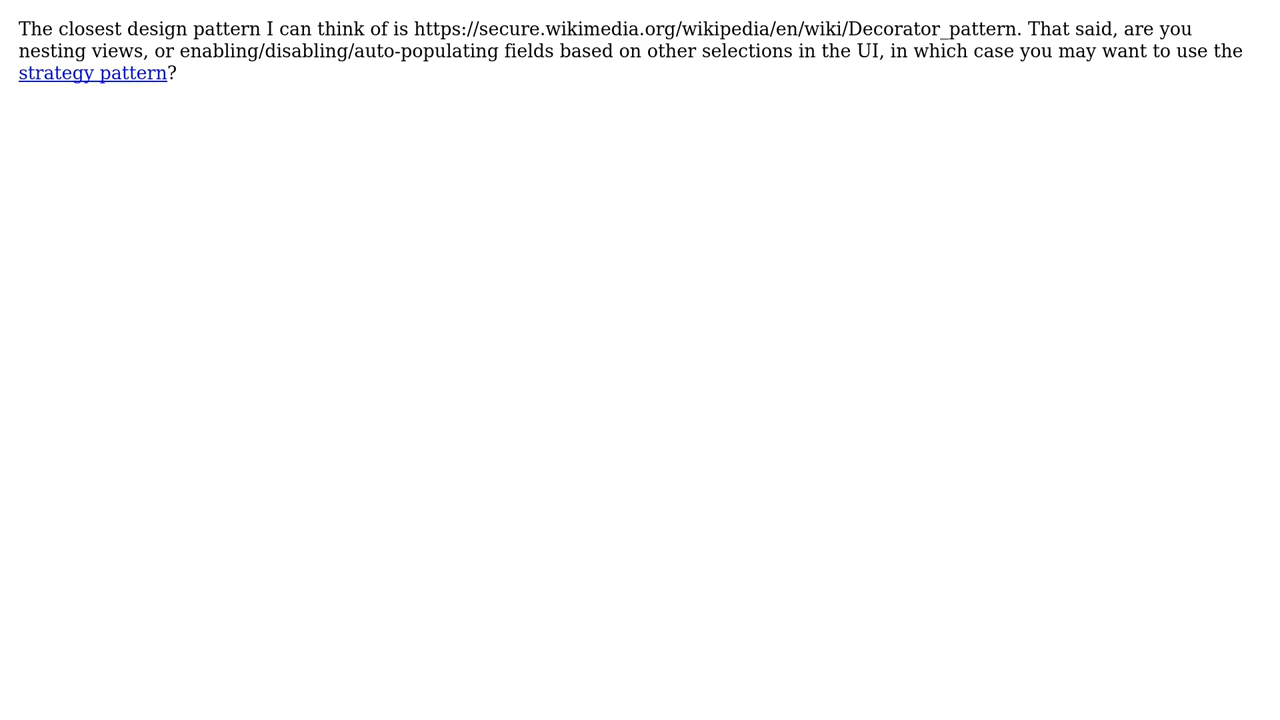 The closest design pattern I can think of is https://secure.wikimedia.org/wikipedia/en/wiki/Decorator_pattern. That said, are you
nesting views, or enabling/disabling/auto-populating fields based on other selections in the UI, in which case you may want to use the
strategy pattern?